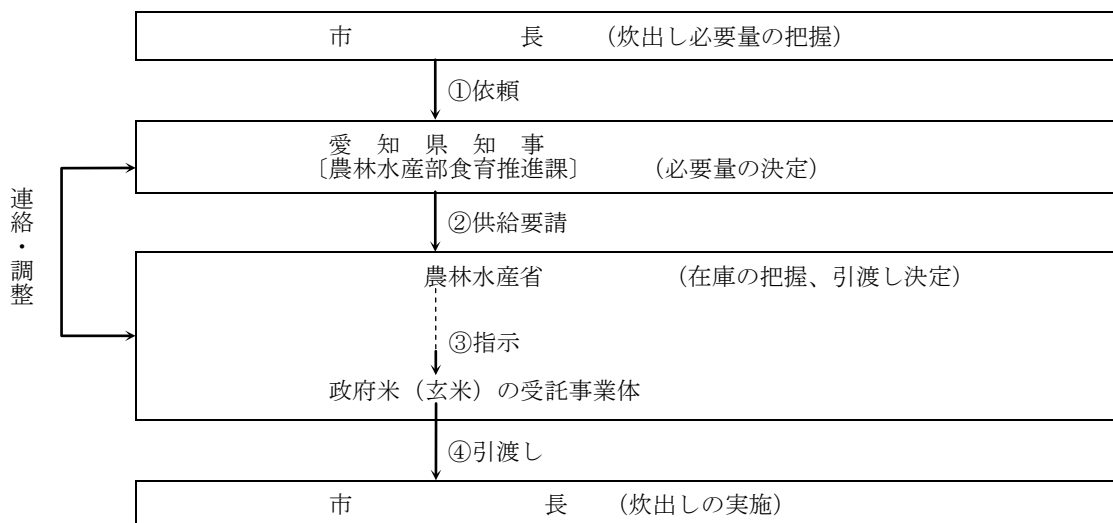 市　　　　　長　（炊出し必要量の把握）
①依頼
愛　知　県　知　事
〔農林水産部食育推進課〕　　（必要量の決定）
②供給要請
連絡・調整
農林水産省　　　　（在庫の把握、引渡し決定）
③指示
政府米（玄米）の受託事業体
④引渡し
市　　　　　長　（炊出しの実施）